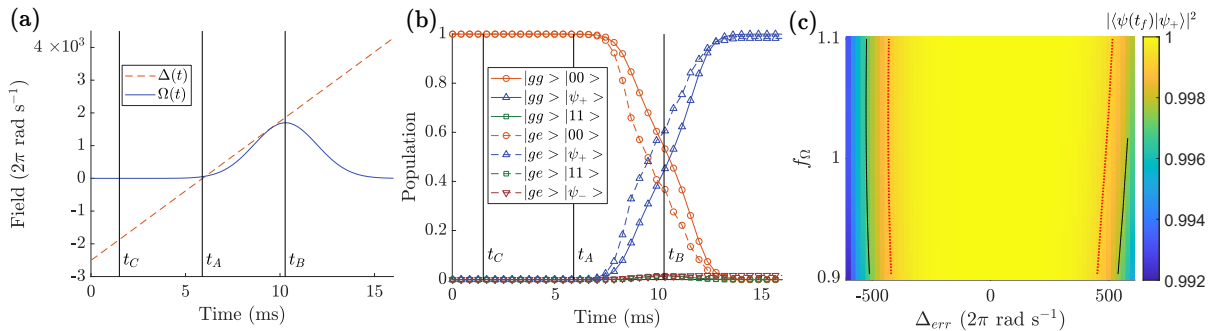 (a)
4 ×10³
3
2
1
0
-1
-2
-3
Field (2π rad s⁻¹)
Δ(t)
Ω(t)
t_C
t_A
t_B
0
5
10
15
Time (ms)
(b)
1
0.8
0.6
0.4
0.2
0
Population
|gg > |00 >
|gg > |ψ₊ >
|gg > |11 >
|ge > |00 >
|ge > |ψ₊ >
|ge > |11 >
|ge > |ψ₋ >
t_C
t_A
t_B
0
5
10
15
Time (ms)
(c)
|⟨ψ(t_f)|ψ₊⟩|²
1.1
1
0.9
f_Ω
-500
0
500
Δ_err (2π rad s⁻¹)
1
0.998
0.996
0.994
0.992